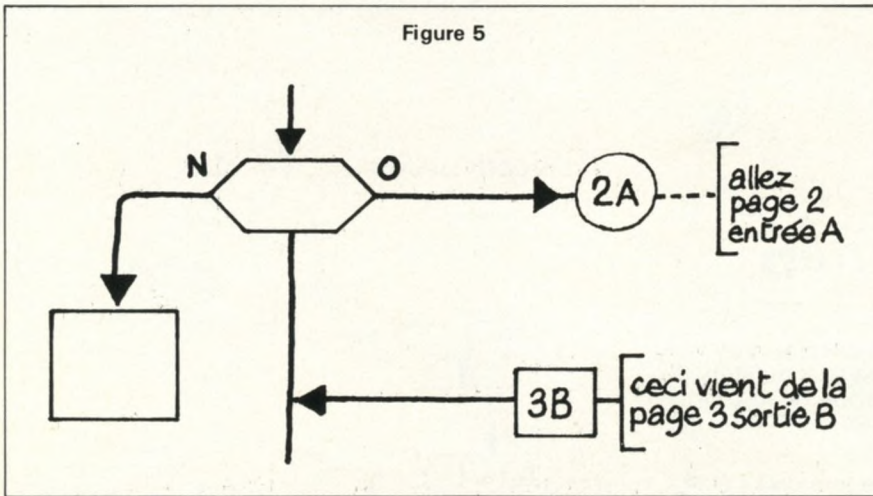 Figure 5
N
O
2A
allez
page 2
entrée A
3B
ceci vient de la
page 3 sortie B